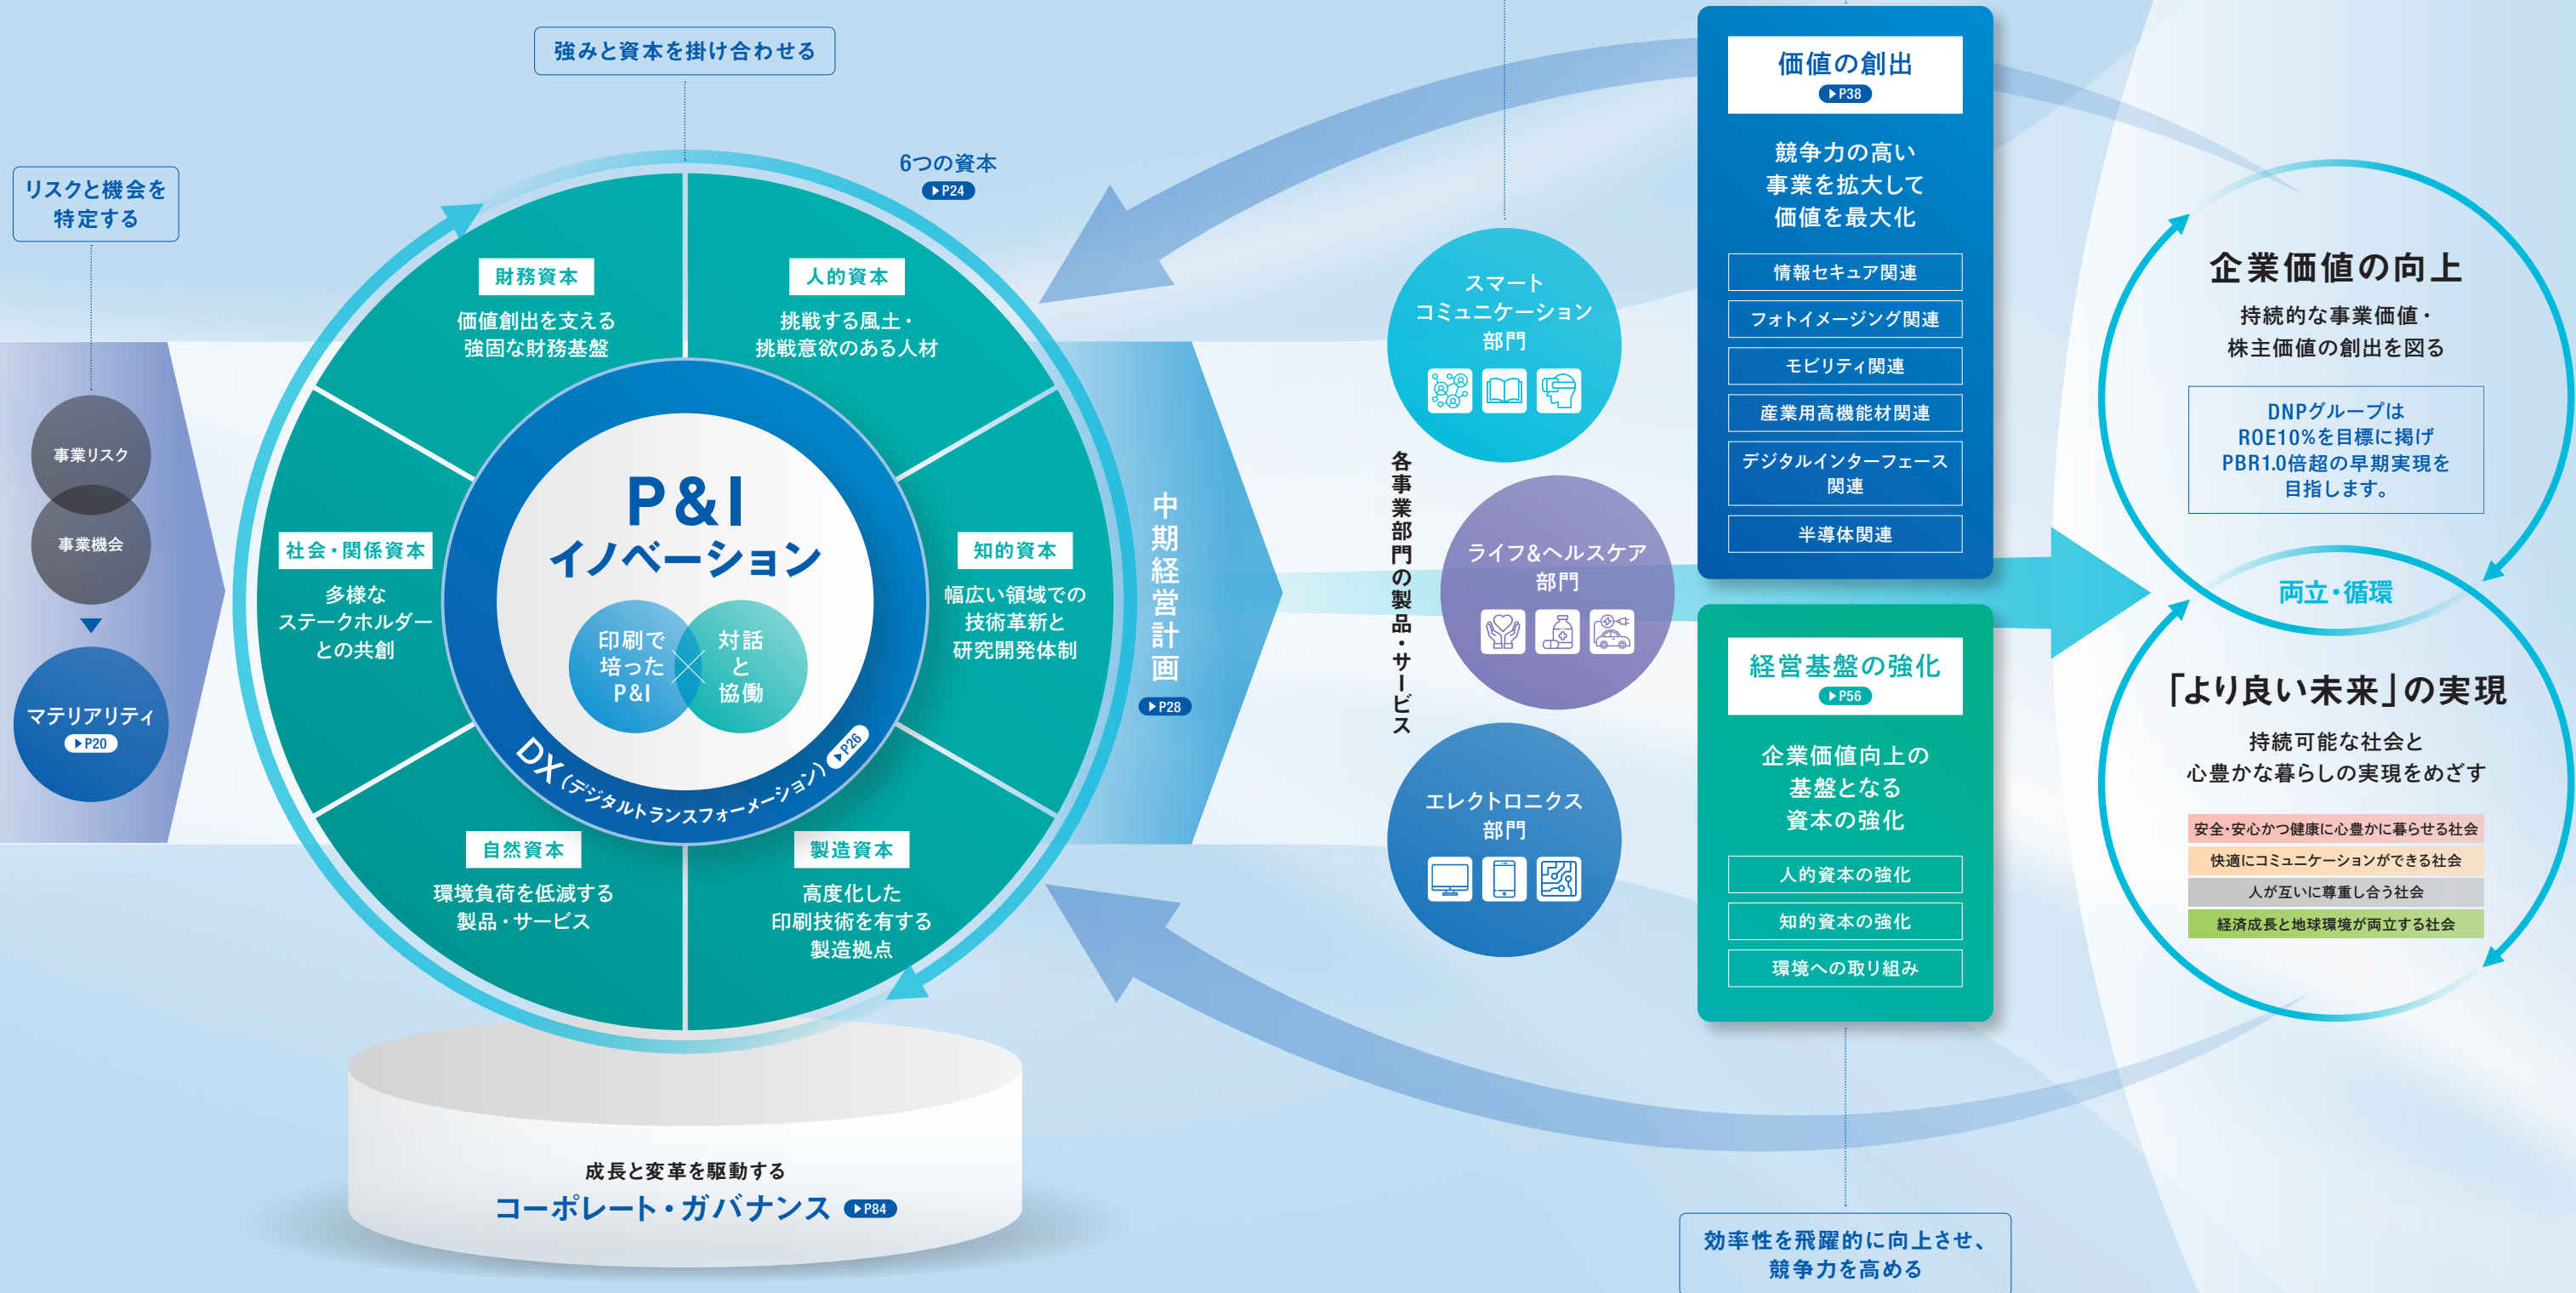 リスクと機会を
特定する
事業リスク
事業機会
マテリアリティ
▶P20
強みと資本を掛け合わせる
6つの資本
▶P24
財務資本
価値創出を支える
強固な財務基盤
人的資本
挑戦する風土・
挑戦意欲のある人材
社会・関係資本
多様な
ステークホルダー
との共創
知的資本
幅広い領域での
技術革新と
研究開発体制
自然資本
環境負荷を低減する
製品・サービス
製造資本
高度化した
印刷技術を有する
製造拠点
P&I
イノベーション
印刷で
培った
P&I
対話
と
協働
DX（デジタルトランスフォーメーション）▶P26
成長と変革を駆動する
コーポレート・ガバナンス ▶P84
中期経営計画
▶P28
各事業部門の製品・サービス
スマート
コミュニケーション
部門
ライフ&ヘルスケア
部門
エレクトロニクス
部門
価値の創出
▶P38
競争力の高い
事業を拡大して
価値を最大化
情報セキュア関連
フォトイメージング関連
モビリティ関連
産業用高機能材関連
デジタルインターフェース
関連
半導体関連
経営基盤の強化
▶P56
企業価値向上の
基盤となる
資本の強化
人的資本の強化
知的資本の強化
環境への取り組み
効率性を飛躍的に向上させ、
競争力を高める
企業価値の向上
持続的な事業価値・
株主価値の創出を図る
DNPグループは
ROE10%を目標に掲げ
PBR1.0倍超の早期実現を
目指します。
両立・循環
「より良い未来」の実現
持続可能な社会と
心豊かな暮らしの実現をめざす
安全・安心かつ健康に心豊かに暮らせる社会
快適にコミュニケーションができる社会
人が互いに尊重し合う社会
経済成長と地球環境が両立する社会